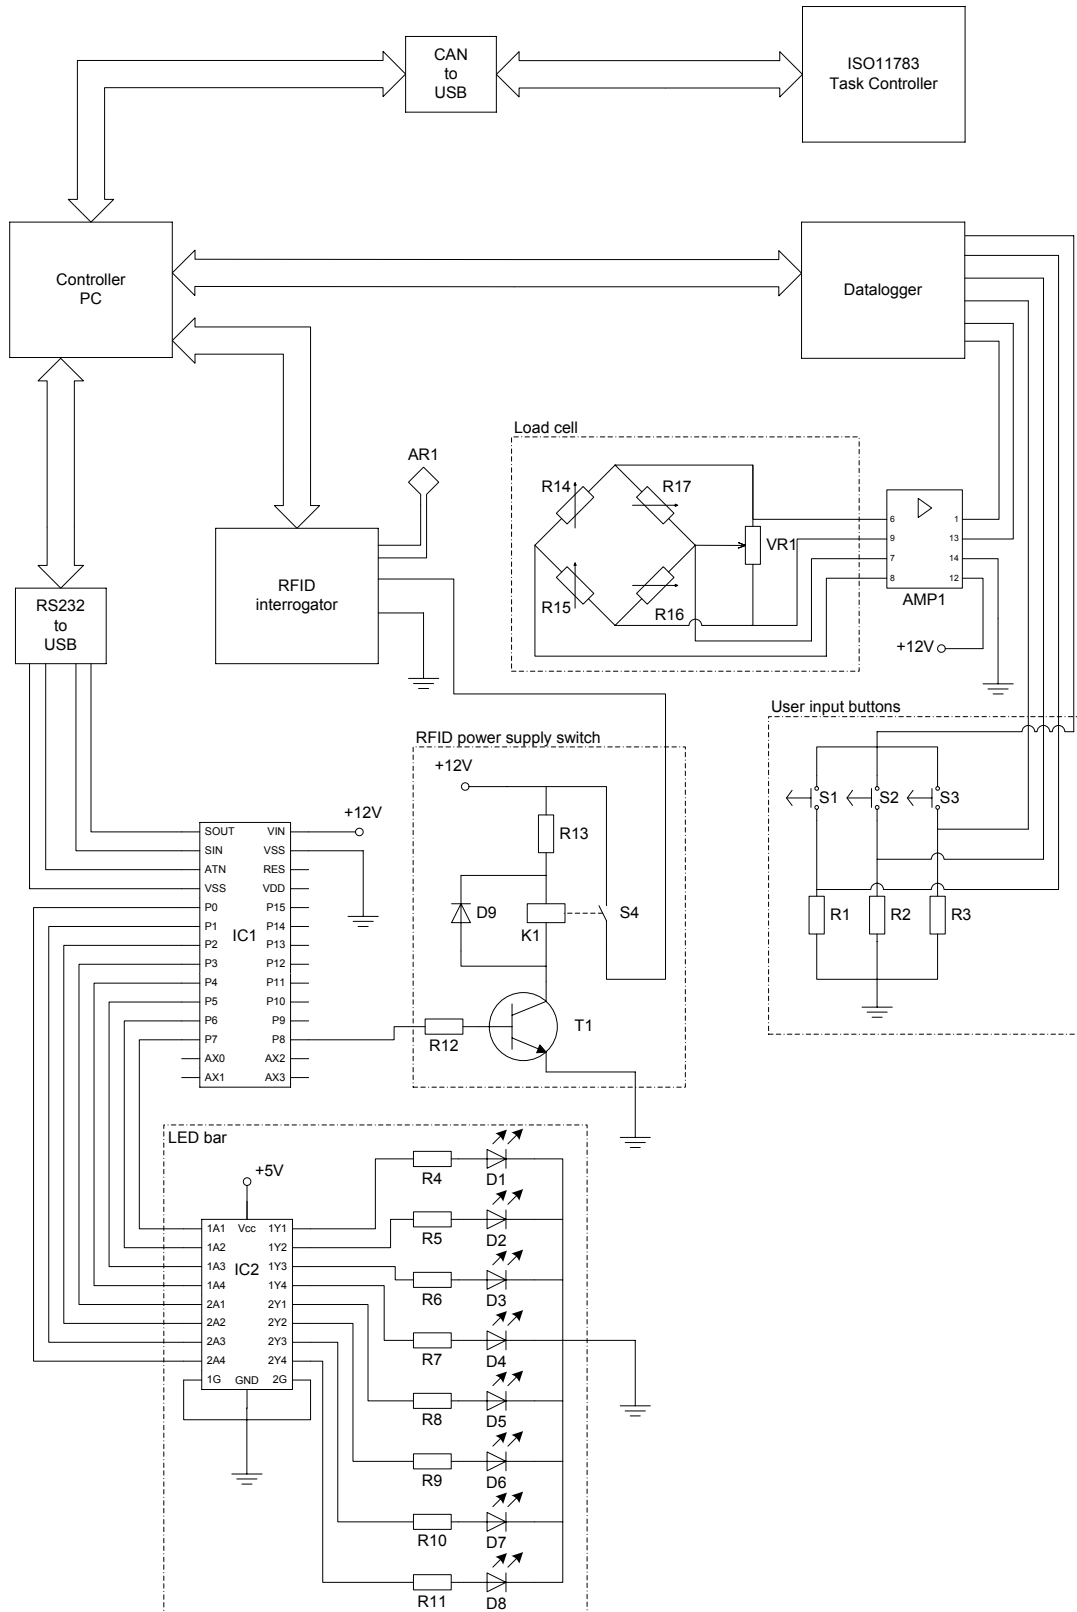 CAN
to
USB
ISO11783
Task Controller
Controller
PC
Datalogger
Load cell
AR1
R14
R17
VR1
R15
R16
6
9
7
8
1
13
14
12
AMP1
+12V
RFID
interrogator
RS232
to
USB
User input buttons
S1
S2
S3
R1
R2
R3
RFID power supply switch
+12V
R13
D9
K1
S4
T1
R12
+12V
SOUT
SIN
ATN
VSS
P0
P1
P2
P3
P4
P5
P6
P7
AX0
AX1
IC1
VIN
VSS
RES
VDD
P15
P14
P13
P12
P11
P10
P9
P8
AX2
AX3
LED bar
+5V
1A1
1A2
1A3
1A4
2A1
2A2
2A3
2A4
1G
Vcc
IC2
GND
1Y1
1Y2
1Y3
1Y4
2Y1
2Y2
2Y3
2Y4
2G
R4
D1
R5
D2
R6
D3
R7
D4
R8
D5
R9
D6
R10
D7
R11
D8